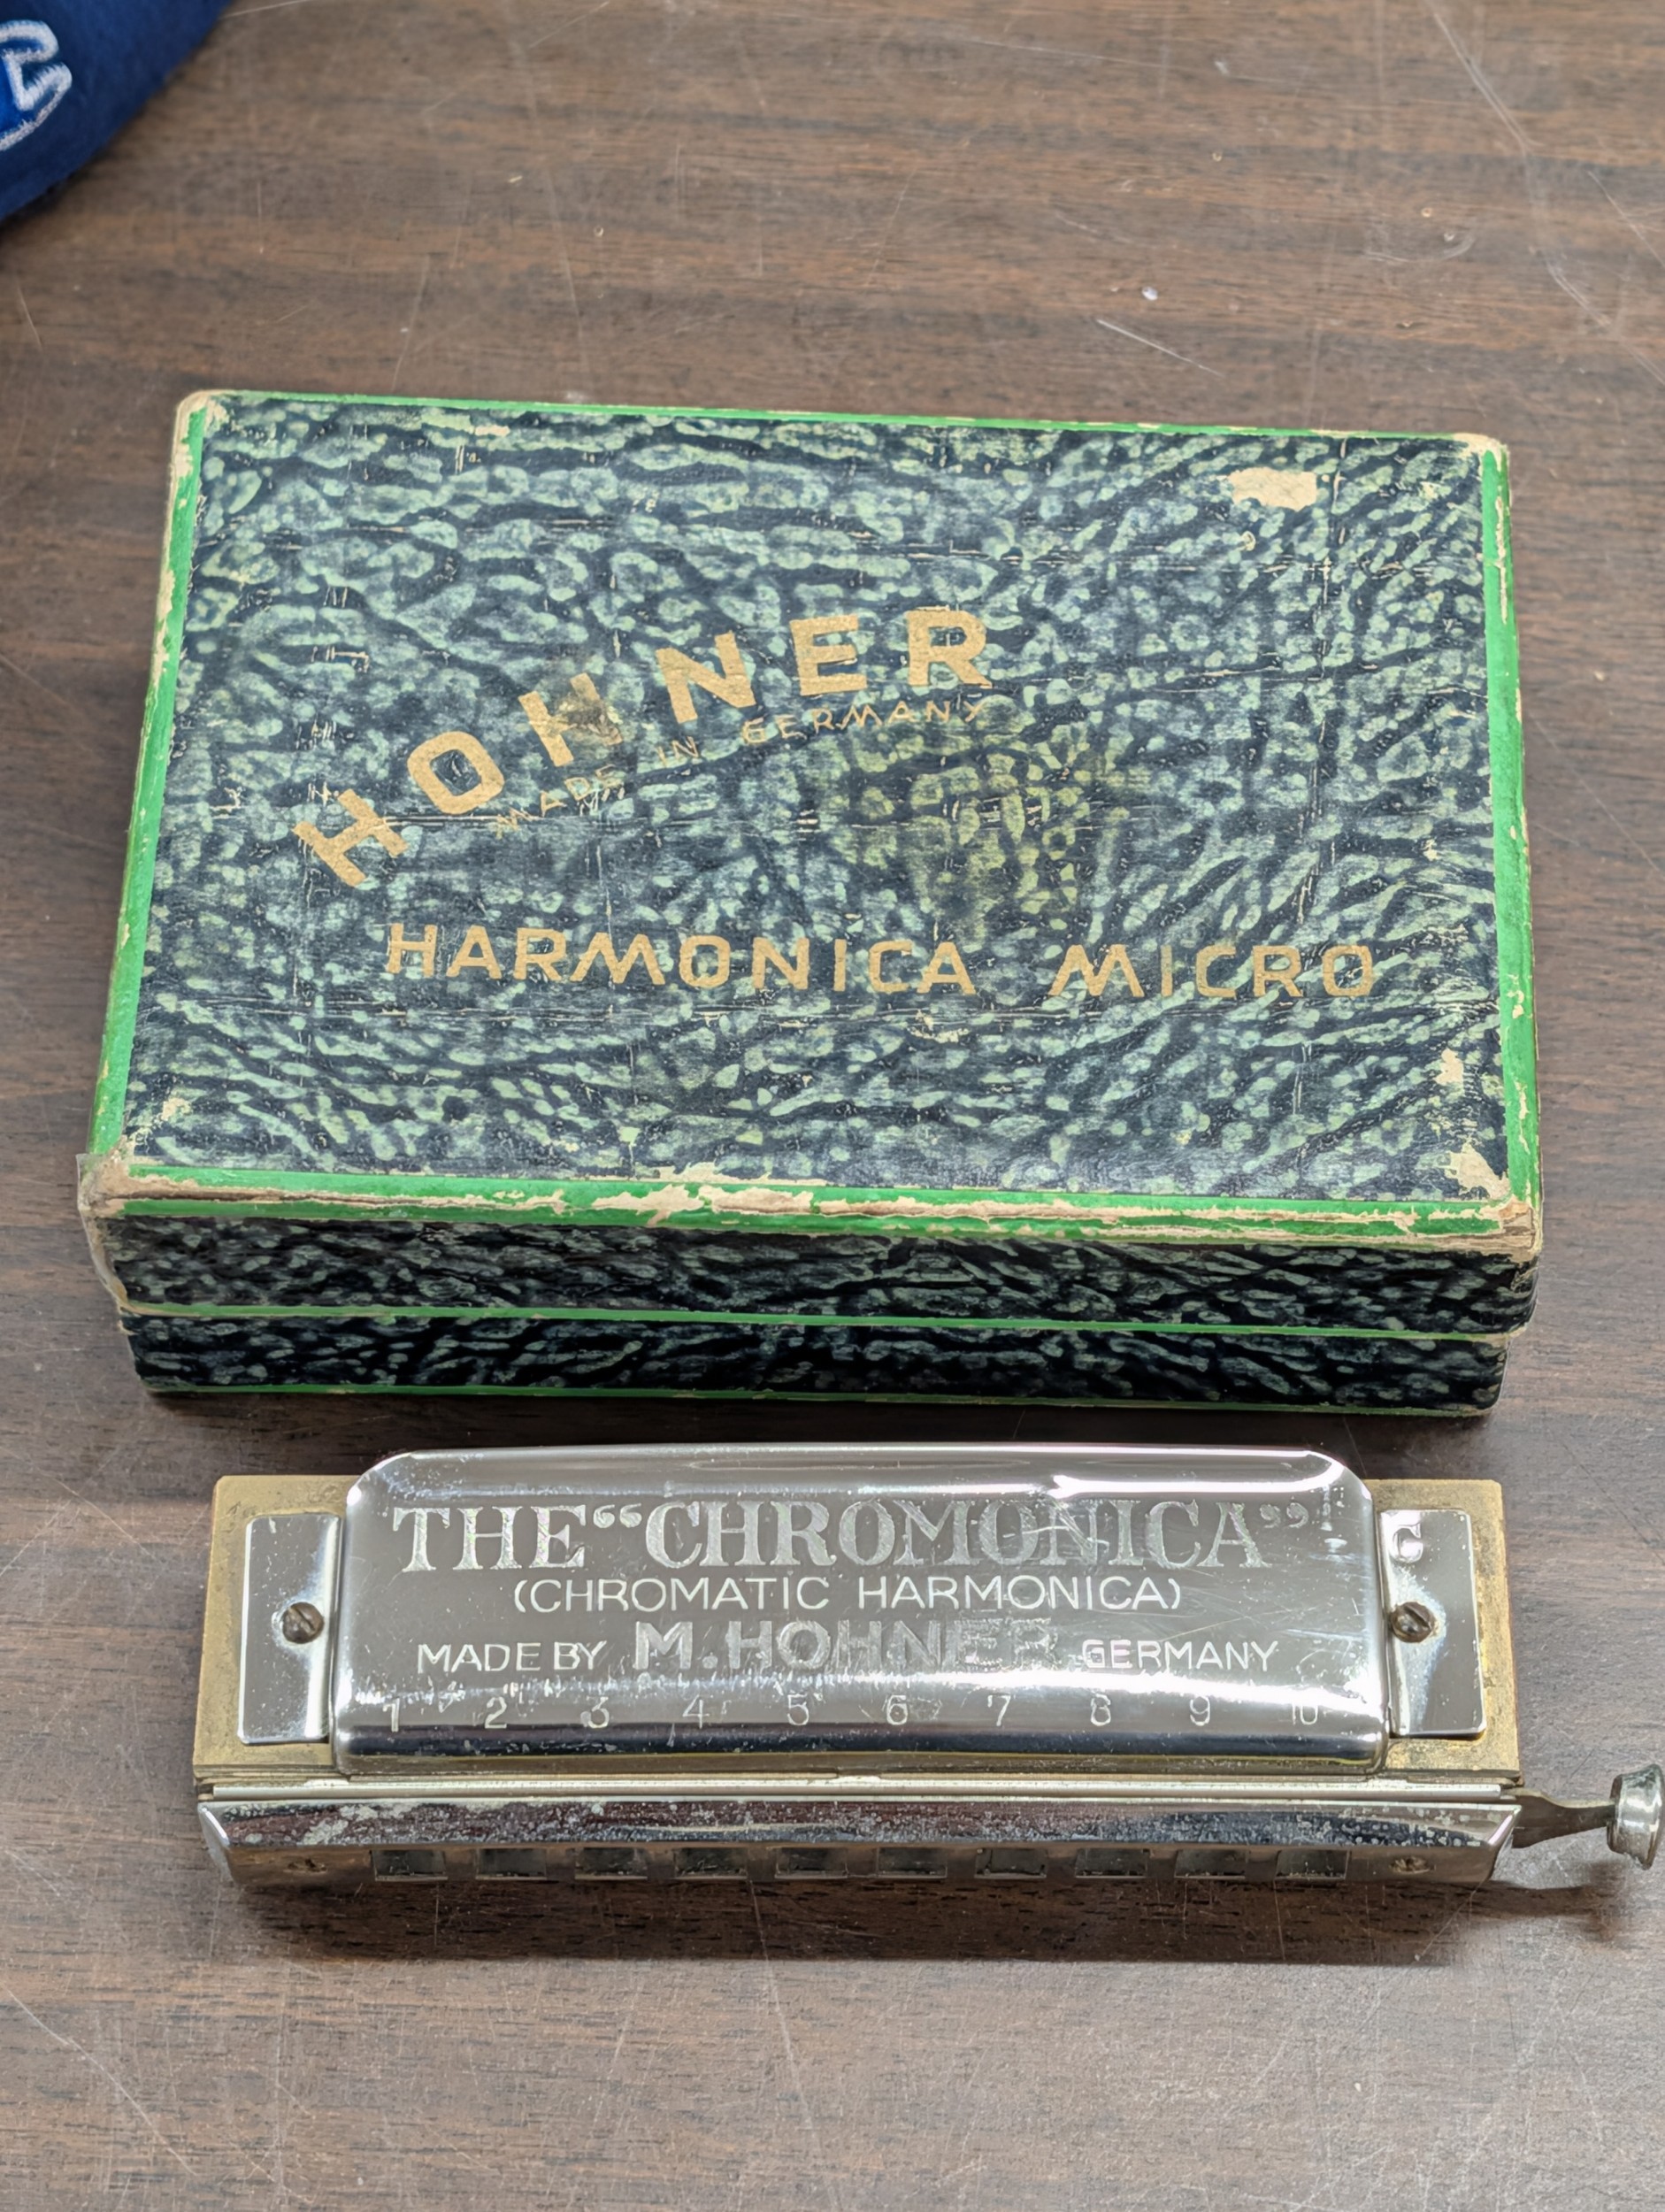 HOHNER
MADE IN GERMANY
HARMONICA MICRO
THE “CHROMONICA”
(CHROMATIC HARMONICA)
MADE BY M.HOHNER GERMANY
1 2 3 4 5 6 7 8 9 10